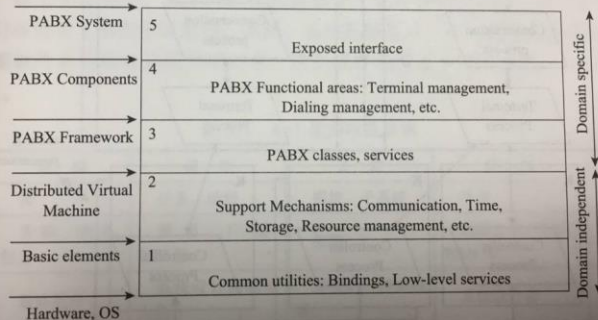 PABX System
5
Exposed interface
PABX Components
4
PABX Functional areas: Terminal management,
Dialing management, etc.
PABX Framework
3
PABX classes, services
Distributed Virtual
Machine
2
Support Mechanisms: Communication, Time,
Storage, Resource management, etc.
Basic elements
1
Common utilities: Bindings, Low-level services
Hardware, OS
Domain specific
Domain independent